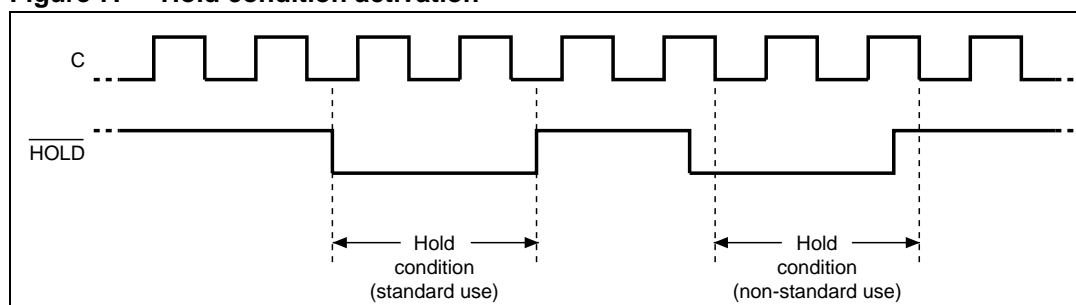 C
HOLD
Hold
condition
(standard use)
Hold
condition
(non-standard use)